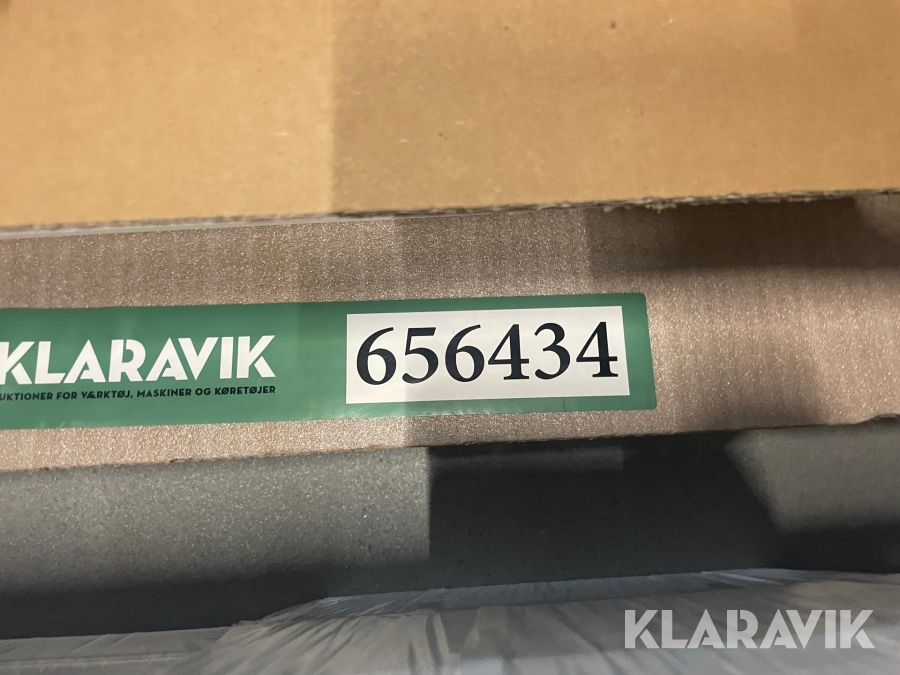 KLARAVIK
656434
UKTIONER FOR VÆRKTØJ, MASKINER OG KØRETØJER
KLARAVIK